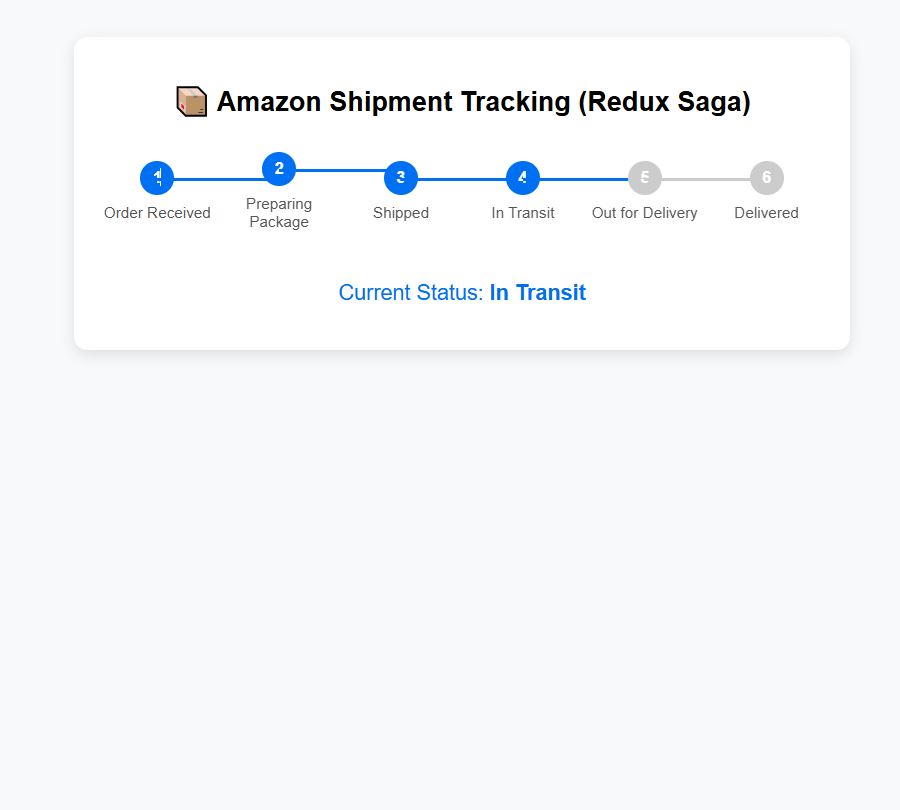 Amazon Shipment Tracking (Redux Saga)
1 2 3 4 5 6
Order Received
Preparing
Package
Shipped
In Transit
Out for Delivery
Delivered
Current Status: In Transit